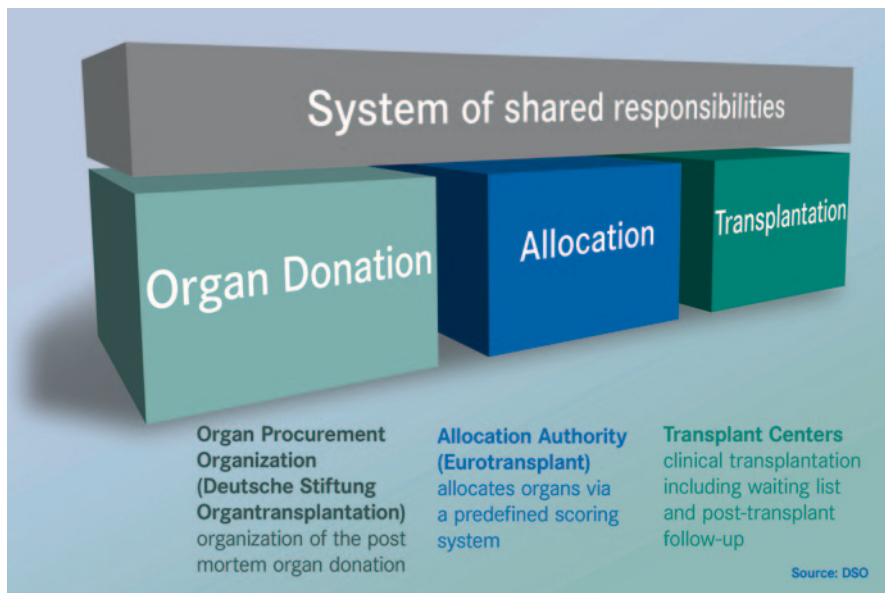 System of shared responsibilities
Organ Donation
Allocation
Transplantation
Organ Procurement
Organization
(Deutsche Stiftung
Organtransplantation)
organization of the post
mortem organ donation
Allocation Authority
(Eurotransplant)
allocates organs via
a predefined scoring
system
Transplant Centers
clinical transplantation
including waiting list
and post-transplant
follow-up
Source: DSO